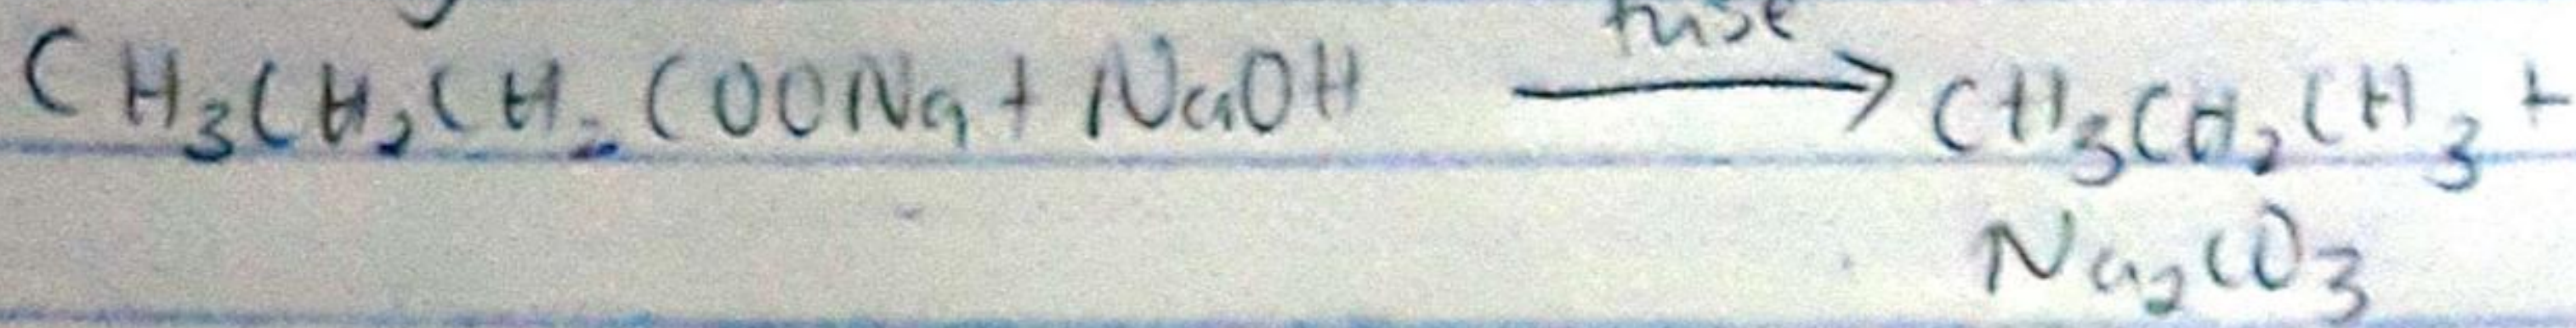 fuse
CH₃CH₂CH₂COONa + NaOH ⟶ CH₃CH₂CH₃ +
Na₂CO₃